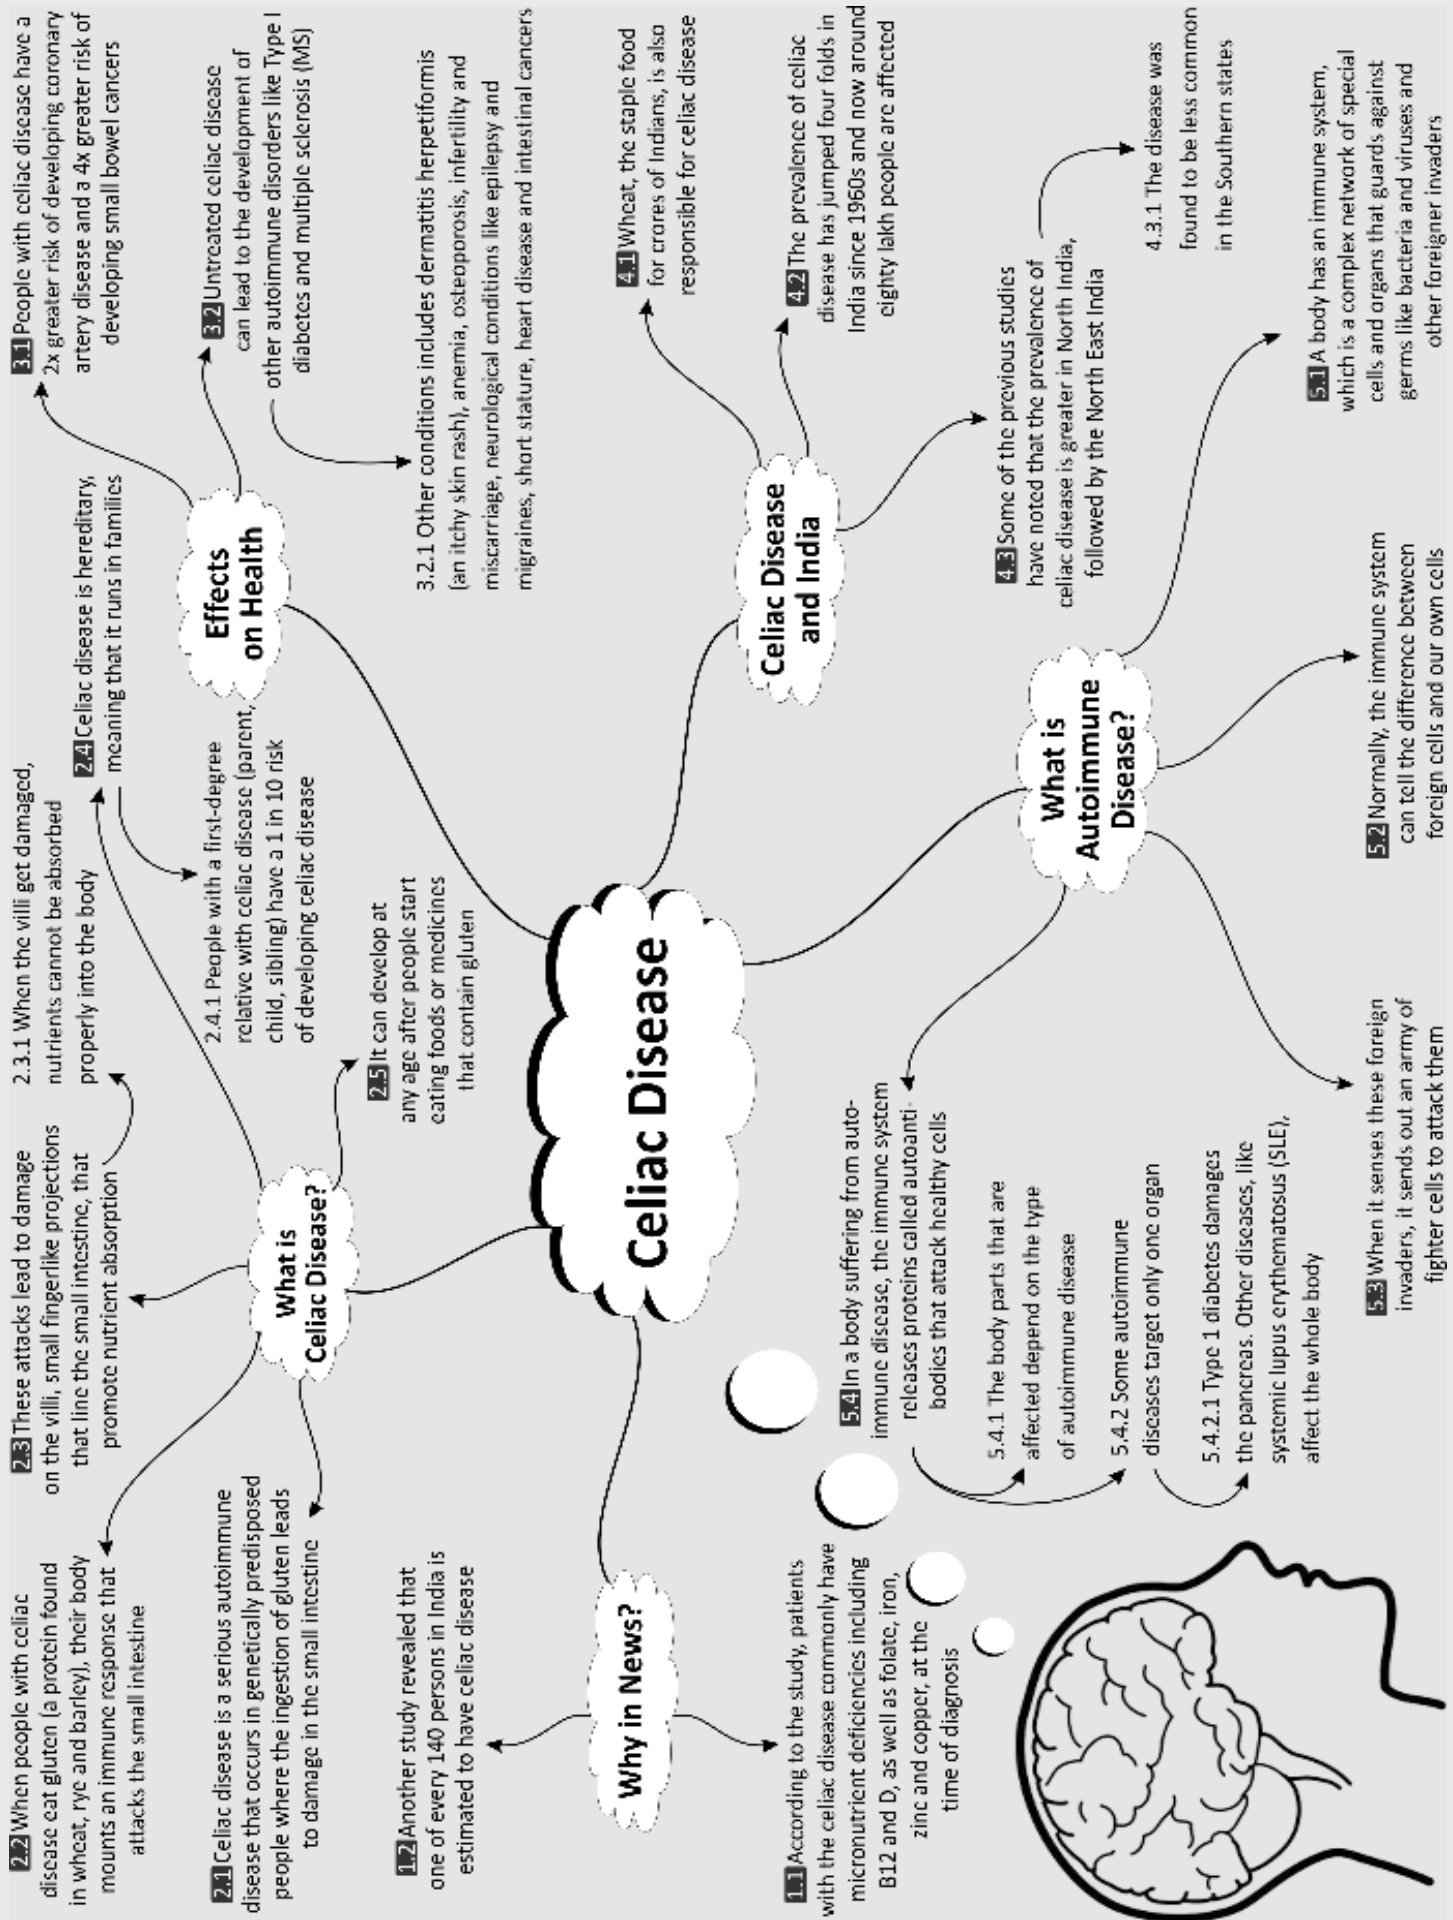 Celiac Disease
Why in News?
1.1 According to the study, patients
with the celiac disease commonly have
micronutrient deficiencies including
B12 and D, as well as folate, iron,
zinc and copper, at the
time of diagnosis
1.2 Another study revealed that
one of every 140 persons in India is
estimated to have celiac disease
What is
Celiac Disease?
2.1 Celiac disease is a serious autoimmune
disease that occurs in genetically predisposed
people where the ingestion of gluten leads
to damage in the small intestine
2.2 When people with celiac
disease eat gluten (a protein found
in wheat, rye and barley), their body
mounts an immune response that
attacks the small intestine
2.3 These attacks lead to damage
on the villi, small fingerlike projections
that line the small intestine, that
promote nutrient absorption
2.3.1 When the villi get damaged,
nutrients cannot be absorbed
properly into the body
2.4 Celiac disease is hereditary,
meaning that it runs in families
2.4.1 People with a first-degree
relative with celiac disease (parent,
child, sibling) have a 1 in 10 risk
of developing celiac disease
2.5 It can develop at
any age after people start
eating foods or medicines
that contain gluten
Effects
on Health
3.1 People with celiac disease have a
2x greater risk of developing coronary
artery disease and a 4x greater risk of
developing small bowel cancers
3.2 Untreated celiac disease
can lead to the development of
other autoimmune disorders like Type I
diabetes and multiple sclerosis (MS)
3.2.1 Other conditions includes dermatitis herpetiformis
(an itchy skin rash), anemia, osteoporosis, infertility and
miscarriage, neurological conditions like epilepsy and
migraines, short stature, heart disease and intestinal cancers
Celiac Disease
and India
4.1 Wheat, the staple food
for crores of Indians, is also
responsible for celiac disease
4.2 The prevalence of celiac
disease has jumped four folds in
India since 1960s and now around
eighty lakh people are affected
4.3 Some of the previous studies
have noted that the prevalence of
celiac disease is greater in North India,
followed by the North East India
4.3.1 The disease was
found to be less common
in the Southern states
What is
Autoimmune
Disease?
5.1 A body has an immune system,
which is a complex network of special
cells and organs that guards against
germs like bacteria and viruses and
other foreigner invaders
5.2 Normally, the immune system
can tell the difference between
foreign cells and our own cells
5.3 When it senses these foreign
invaders, it sends out an army of
fighter cells to attack them
5.4 In a body suffering from auto-
immune disease, the immune system
releases proteins called autoanti-
bodies that attack healthy cells
5.4.1 The body parts that are
affected depend on the type
of autoimmune disease
5.4.2 Some autoimmune
diseases target only one organ
5.4.2.1 Type 1 diabetes damages
the pancreas. Other diseases, like
systemic lupus erythematosus (SLE),
affect the whole body